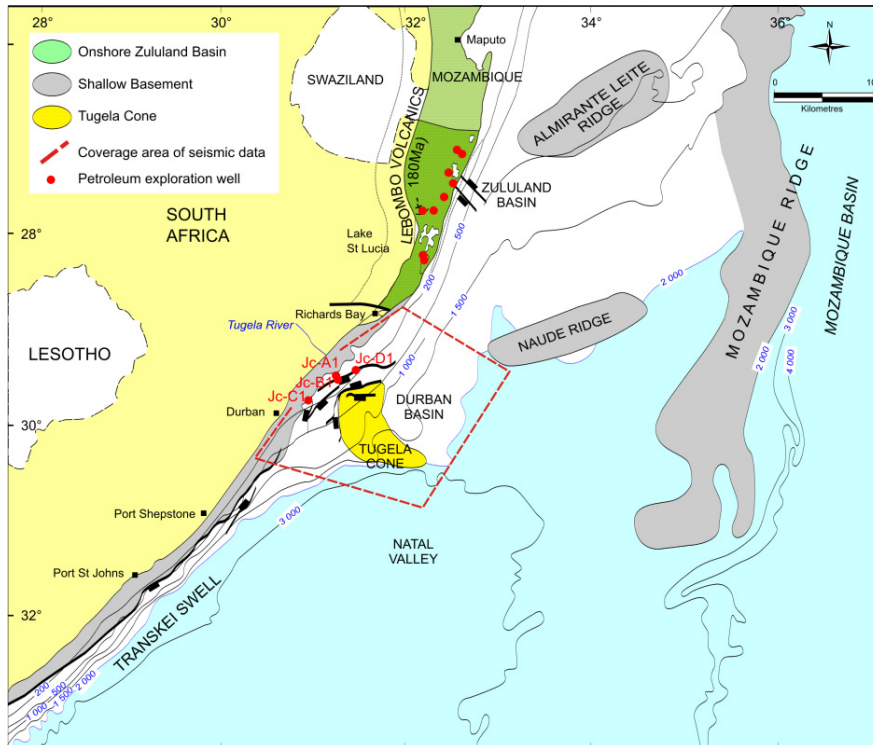 30°
32°
34°
36°
N
Onshore Zululand Basin
Shallow Basement
Tugela Cone
Coverage area of seismic data
Petroleum exploration well
0
10
Kilometres
Maputo
SWAZILAND
MOZAMBIQUE
ALMIRANTE LEITE
RIDGE
LEBOMBO VOLCANICS
180Ma)
ZULULAND
BASIN
SOUTH
AFRICA
Lake
St Lucia
28°
500
200
1 500
2 000
MOZAMBIQUE RIDGE
MOZAMBIQUE BASIN
Richards Bay
Tugela River
NAUDE RIDGE
3 000
2 000
4 000
LESOTHO
1 000
Jc-A1
Jc-D1
Jc-B1
Jc-C1
Durban
30°
DURBAN
BASIN
TUGELA
CONE
Port Shepstone
3 000
NATAL
VALLEY
Port St Johns
32°
TRANSKEI SWELL
200
500
1 000
1 500
2 000